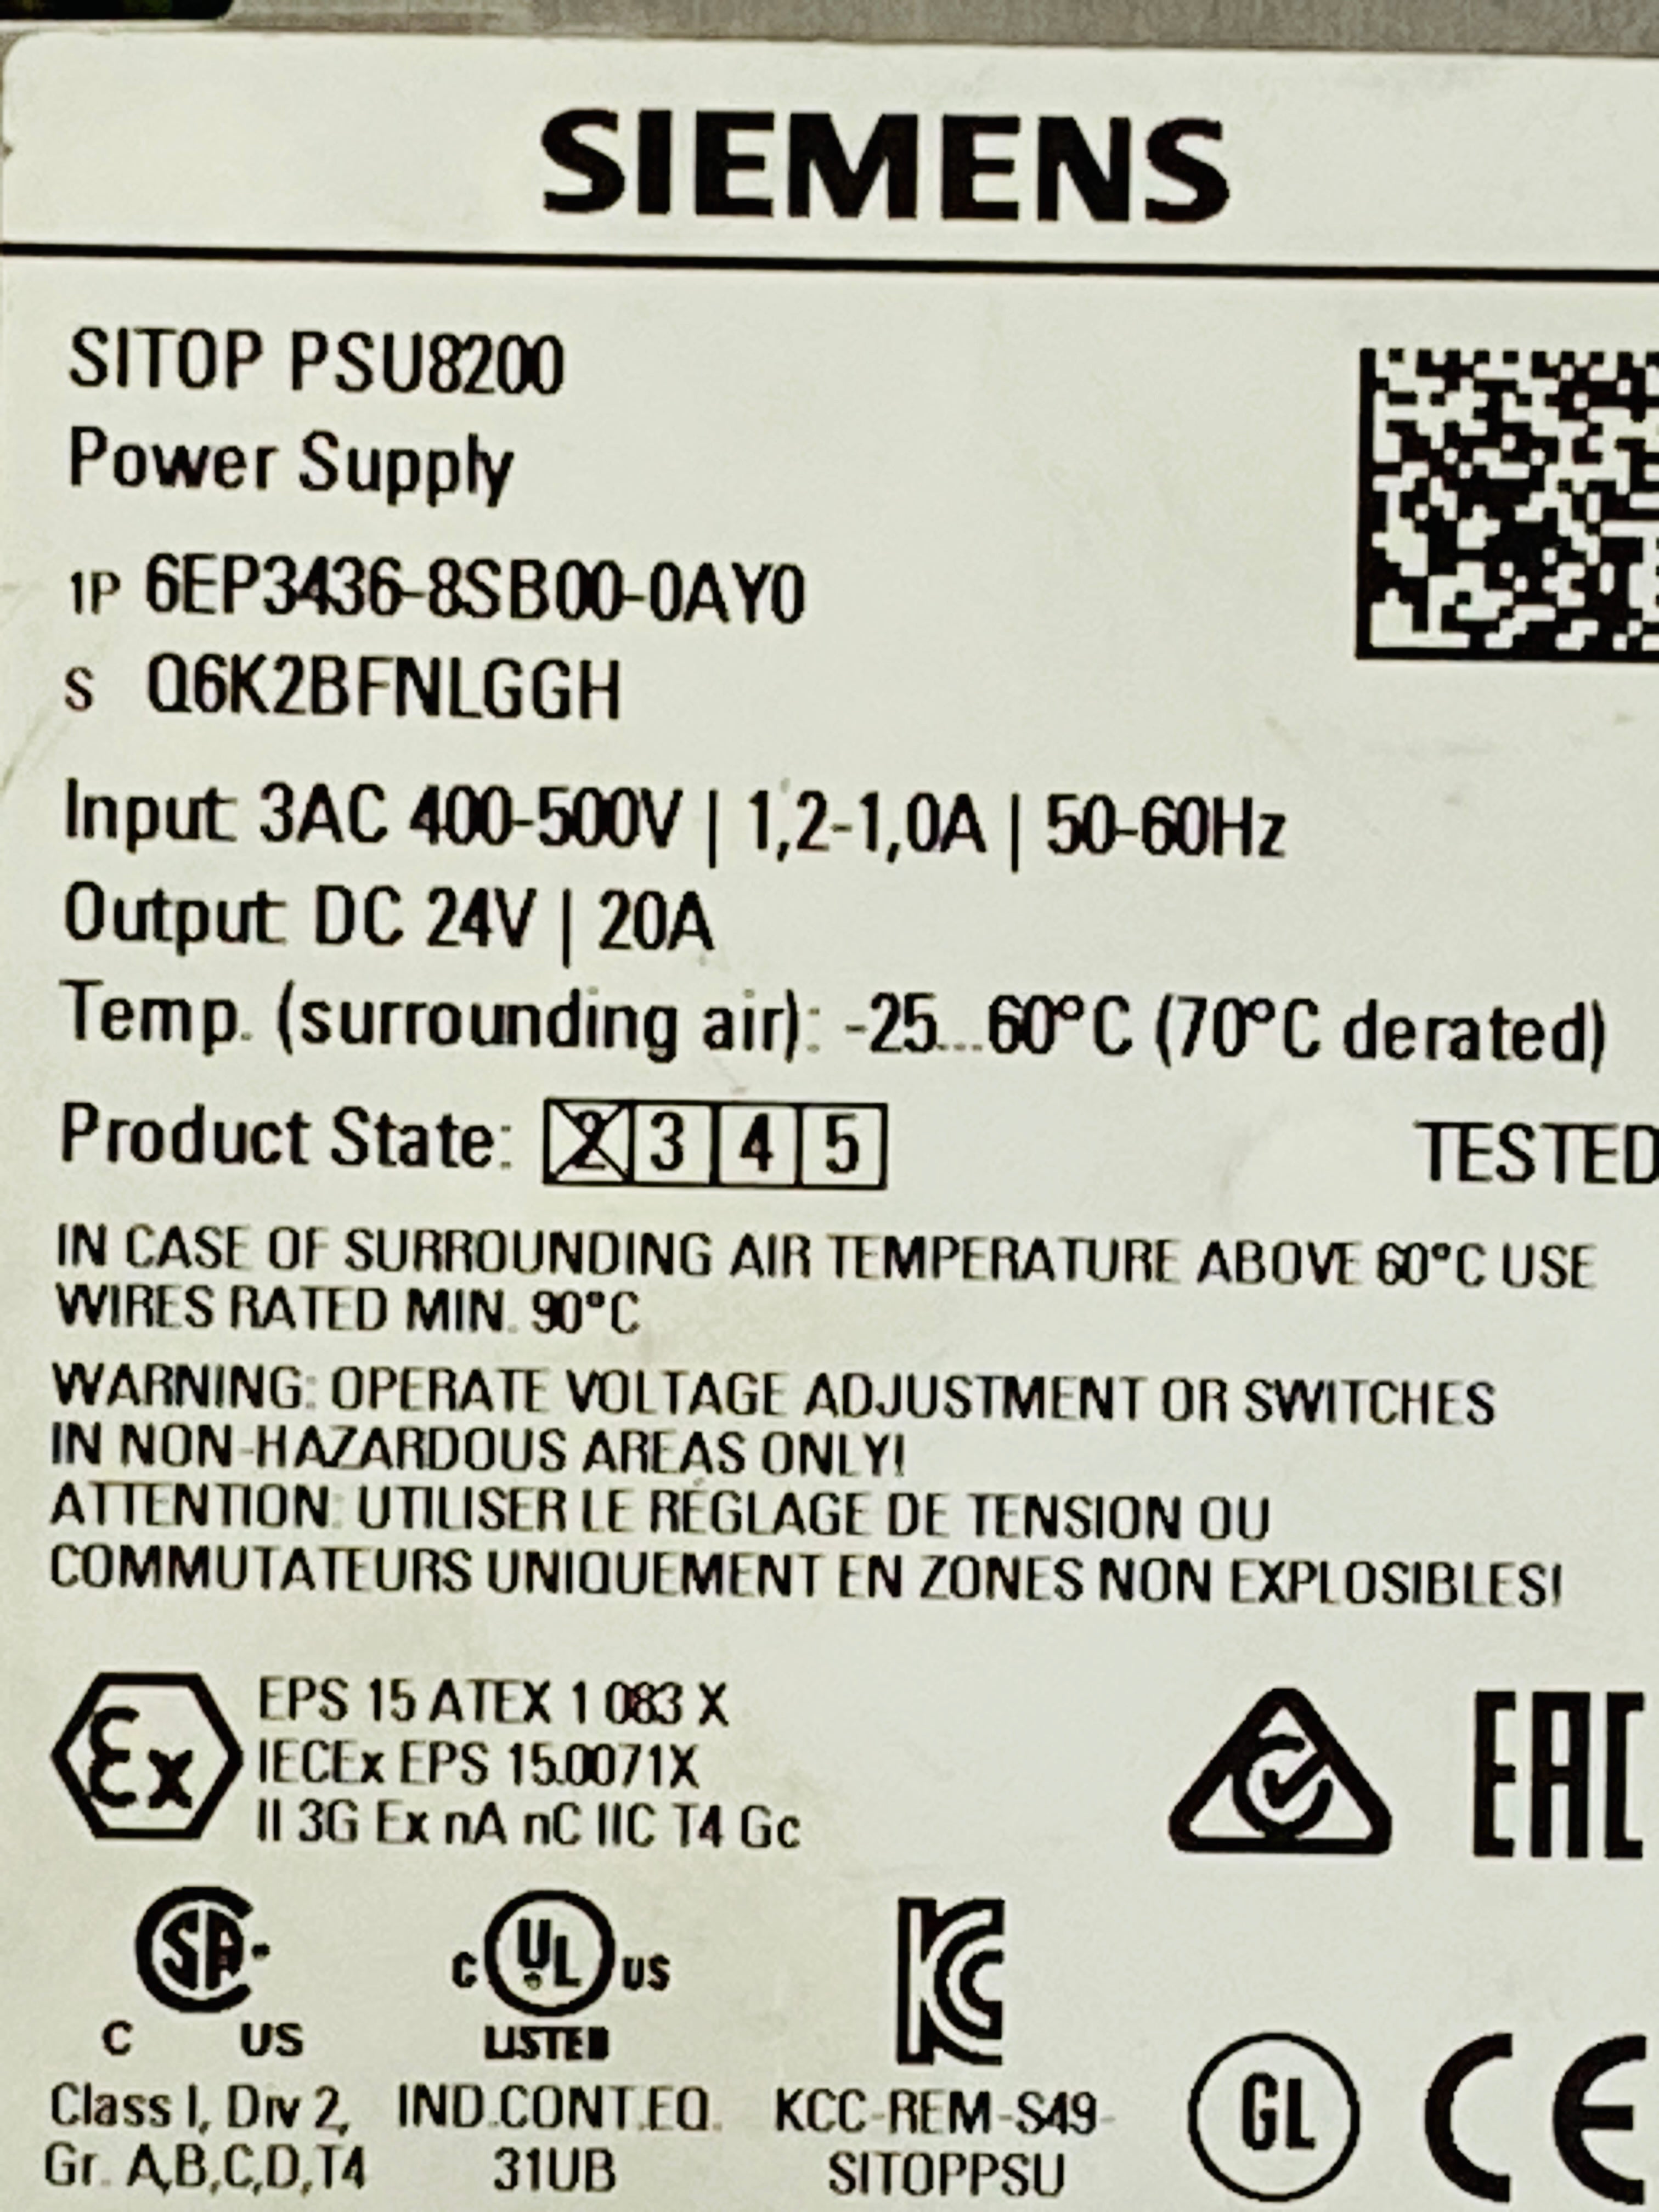 SIEMENS
SITOP PSU8200
Power Supply
1P 6EP3436-8SB00-0AY0
S Q6K2BFNLGGH
Input: 3AC 400-500V | 1,2-1,0A | 50-60Hz
Output: DC 24V | 20A
Temp. (surrounding air): -25...60°C (70°C derated)
Product State: 2 3 4 5 TESTED
IN CASE OF SURROUNDING AIR TEMPERATURE ABOVE 60°C USE
WIRES RATED MIN. 90°C
WARNING: OPERATE VOLTAGE ADJUSTMENT OR SWITCHES
IN NON-HAZARDOUS AREAS ONLY!
ATTENTION: UTILISER LE RÉGLAGE DE TENSION OU
COMMUTATEURS UNIQUEMENT EN ZONES NON EXPLOSIBLES!
Ex
EPS 15 ATEX 1 083 X
IECEx EPS 15.0071X
II 3G Ex nA nC IIC T4 Gc
EAC
SA
C US
Class I, Div 2,
Gr. A,B,C,D,T4
C UL US
LISTED
IND.CONT.EQ.
31UB
KC
KCC-REM-S49-
SITOPPSU
GL
CE